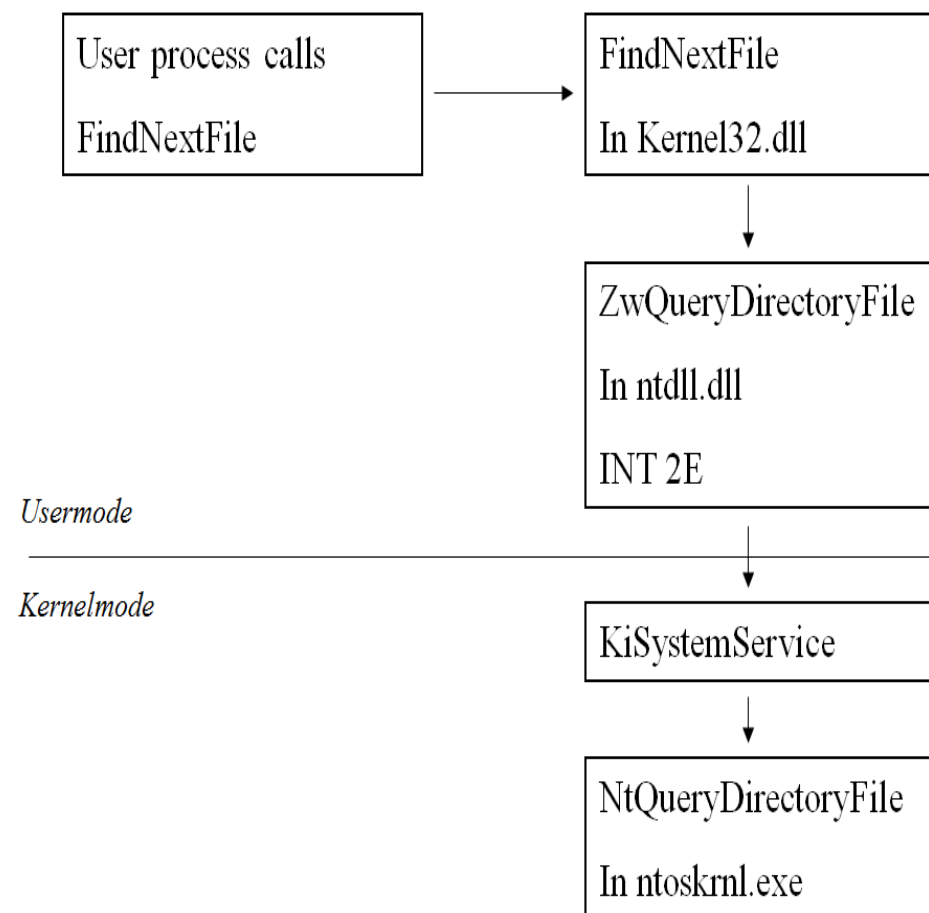 User process calls
FindNextFile
FindNextFile
In Kernel32.dll
ZwQueryDirectoryFile
In ntdll.dll
INT 2E
Usermode
Kernelmode
KiSystemService
NtQueryDirectoryFile
In ntoskrnl.exe